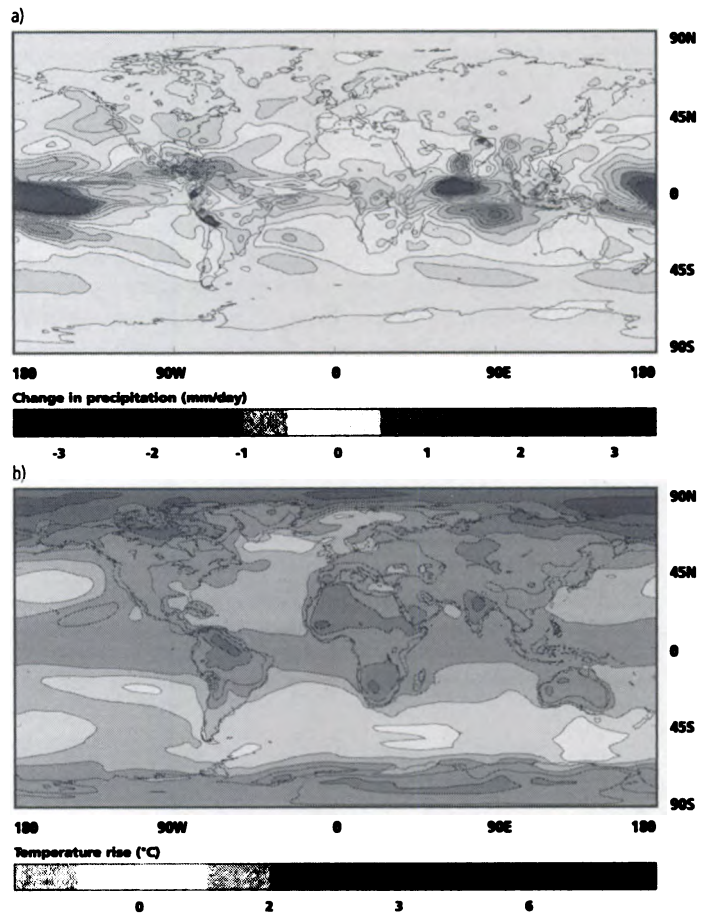 a)
90N
45N
0
45S
90S
180 90W 0 90E 180
Change in precipitation (mm/day)
-3 -2 -1 0 1 2 3
b)
90N
45N
0
45S
90S
180 90W 0 90E 180
Temperature rise (°C)
0 2 3 6